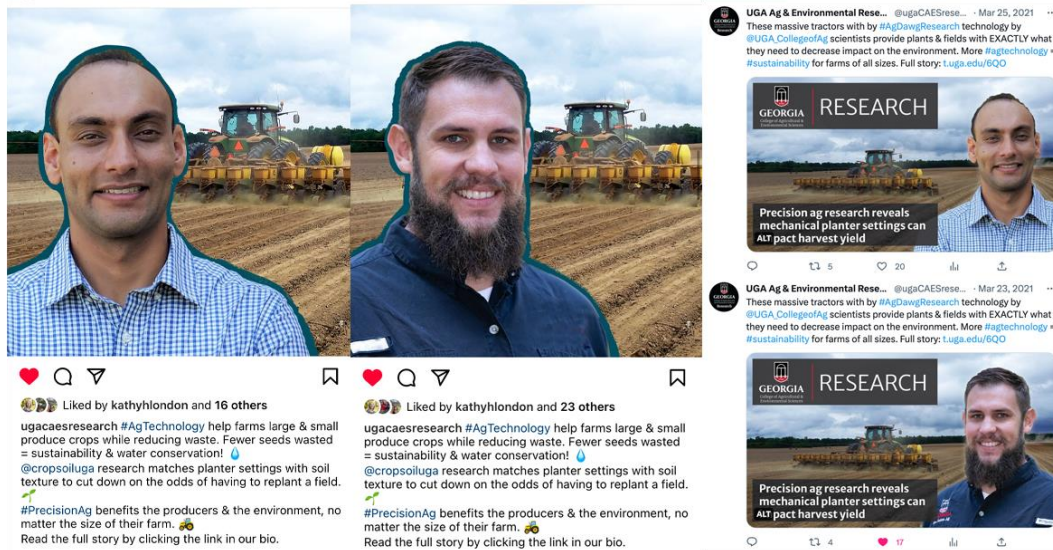 Liked by kathyhlondon and 16 others
ugacaesresearch #AgTechnology help farms large & small
produce crops while reducing waste. Fewer seeds wasted
= sustainability & water conservation! 💧
@cropsoiluga research matches planter settings with soil
texture to cut down on the odds of having to replant a field.
🌱
#PrecisionAg benefits the producers & the environment, no
matter the size of their farm. 🚜
Read the full story by clicking the link in our bio.
Liked by kathyhlondon and 23 others
ugacaesresearch #AgTechnology help farms large & small
produce crops while reducing waste. Fewer seeds wasted
= sustainability & water conservation! 💧
@cropsoiluga research matches planter settings with soil
texture to cut down on the odds of having to replant a field.
🌱
#PrecisionAg benefits the producers & the environment, no
matter the size of their farm. 🚜
Read the full story by clicking the link in our bio.
UGA Ag & Environmental Rese... @ugaCAESrese... · Mar 25, 2021
These massive tractors with by #AgDawgResearch technology by
@UGA_CollegeofAg scientists provide plants & fields with EXACTLY what
they need to decrease impact on the environment. More #agtechnology =
#sustainability for farms of all sizes. Full story: t.uga.edu/6QO
GEORGIA
College of Agricultural &
Environmental Sciences
RESEARCH
Precision ag research reveals
mechanical planter settings can
ALT pact harvest yield
5 20
UGA Ag & Environmental Rese... @ugaCAESrese... · Mar 23, 2021
These massive tractors with by #AgDawgResearch technology by
@UGA_CollegeofAg scientists provide plants & fields with EXACTLY what
they need to decrease impact on the environment. More #agtechnology =
#sustainability for farms of all sizes. Full story: t.uga.edu/6QO
GEORGIA
College of Agricultural &
Environmental Sciences
RESEARCH
Precision ag research reveals
mechanical planter settings can
ALT pact harvest yield
4 17